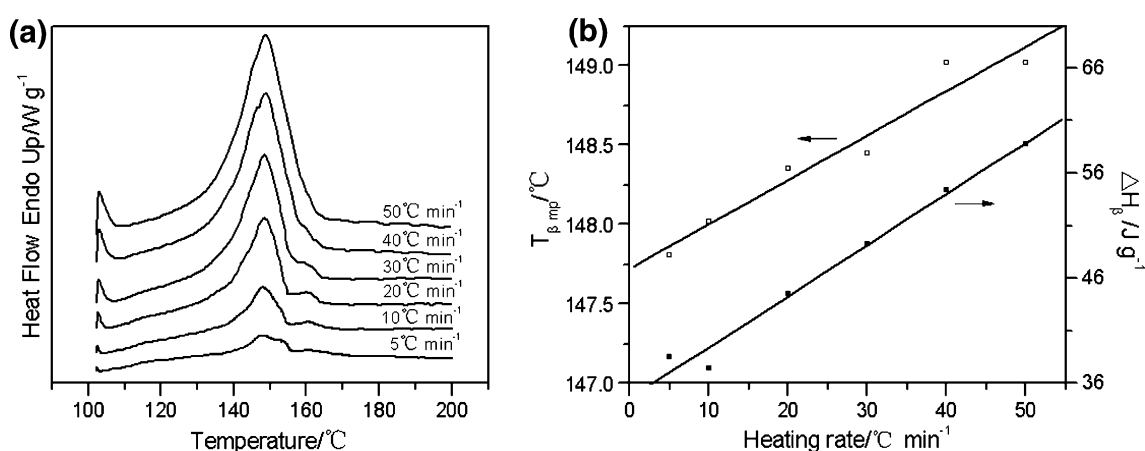 (a)
Heat Flow Endo Up/W g-1
50℃ min-1
40℃ min-1
30℃ min-1
20℃ min-1
10℃ min-1
5℃ min-1
100 120 140 160 180 200
Temperature/℃
(b)
Tβ mp/℃
149.0
148.5
148.0
147.5
147.0
0 10 20 30 40 50
Heating rate/℃ min-1
66
56
46
36
△Hβ /J g-1